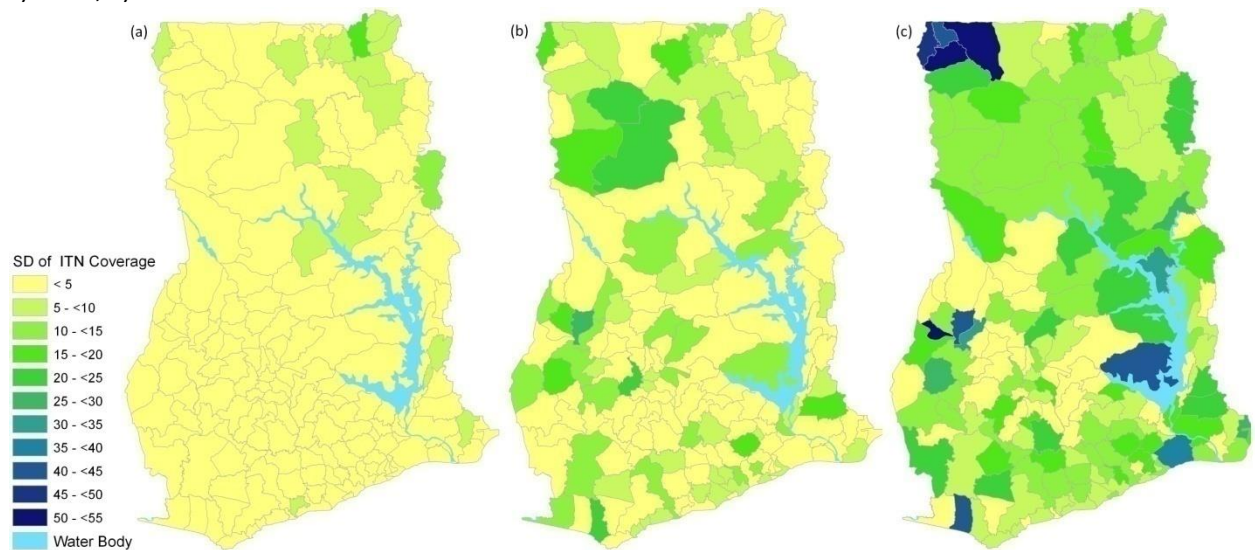 (a)
(b)
(c)
SD of ITN Coverage
< 5
5 - <10
10 - <15
15 - <20
20 - <25
25 - <30
30 - <35
35 - <40
40 - <45
45 - <50
50 - <55
Water Body